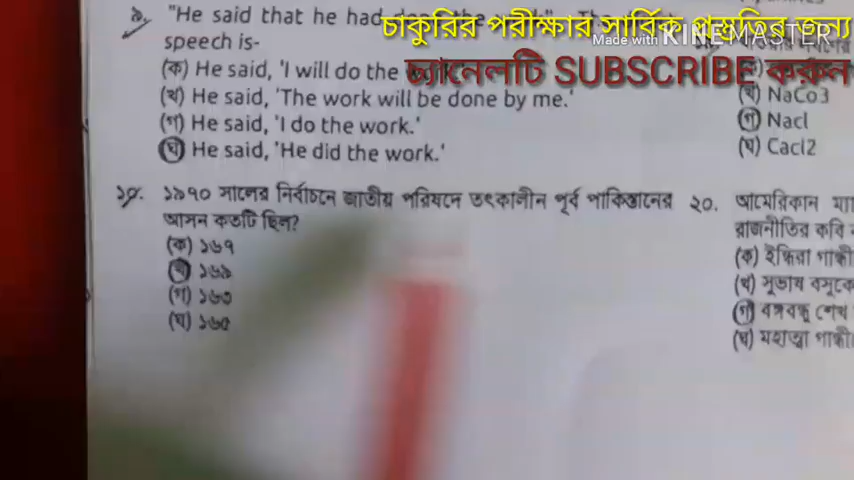 চাকুরির পরীক্ষার সার্বিক প্রস্তুতির জন্য
Made with KINEMASTER
চ্যানেলটি SUBSCRIBE করুন
৯. "He said that he had
speech is-
(ক) He said, 'I will do the
(খ) He said, 'The work will be done by me.'
(গ) He said, 'I do the work.'
(ঘ) He said, 'He did the work.'
১০. ১৯৭০ সালের নির্বাচনে জাতীয় পরিষদে তৎকালীন পূর্ব পাকিস্তানের
আসন কতটি ছিল?
(ক) ১৬৭
(খ) ১৬৯
(গ) ১৬৩
(ঘ) ১৬৫
(খ) NaCo3
(গ) Nacl
(ঘ) Cacl2
২০. আমেরিকান
রাজনীতির কবি
(ক) ইন্ধিরা গান্ধী
(খ) সুভাষ বসুকে
(গ) বঙ্গবন্ধু শেখ
(ঘ) মহাত্মা গান্ধী